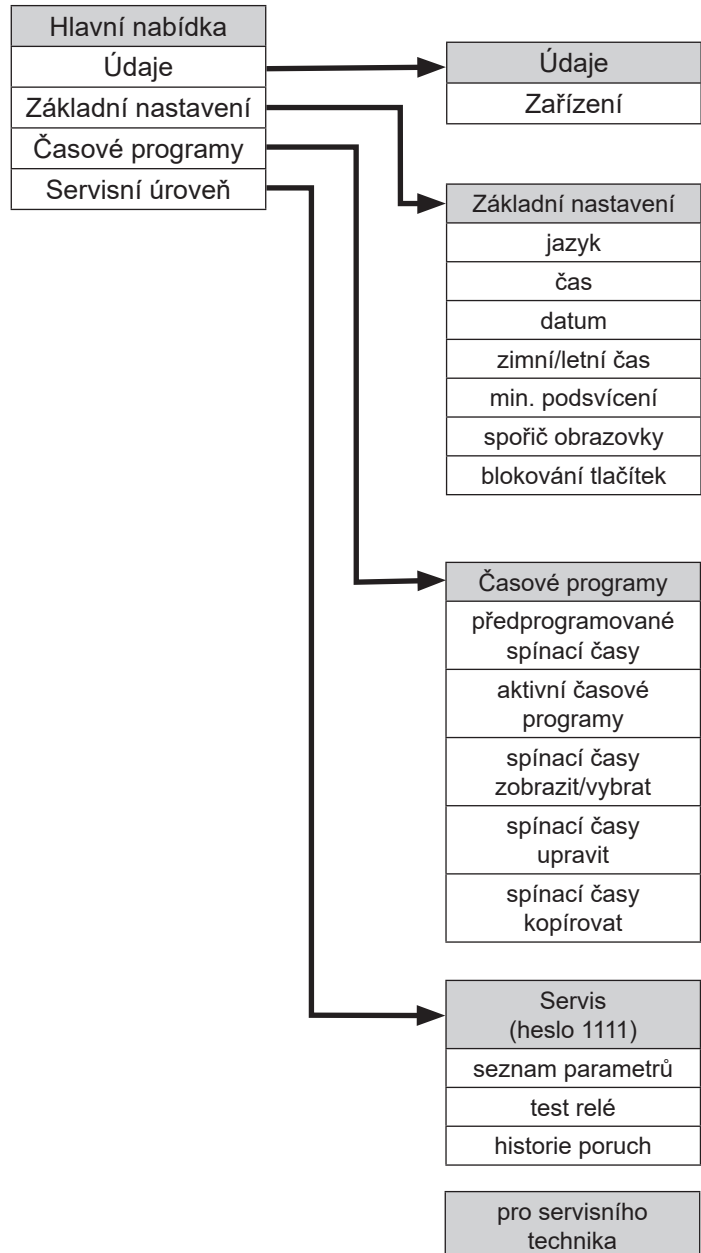 Hlavní nabídka
Údaje
Základní nastavení
Časové programy
Servisní úroveň
Údaje
Zařízení
Základní nastavení
jazyk
čas
datum
zimní/letní čas
min. podsvícení
spořič obrazovky
blokování tlačítek
Časové programy
předprogramované
spínací časy
aktivní časové
programy
spínací časy
zobrazit/vybrat
spínací časy
upravit
spínací časy
kopírovat
Servis
(heslo 1111)
seznam parametrů
test relé
historie poruch
pro servisního
technika